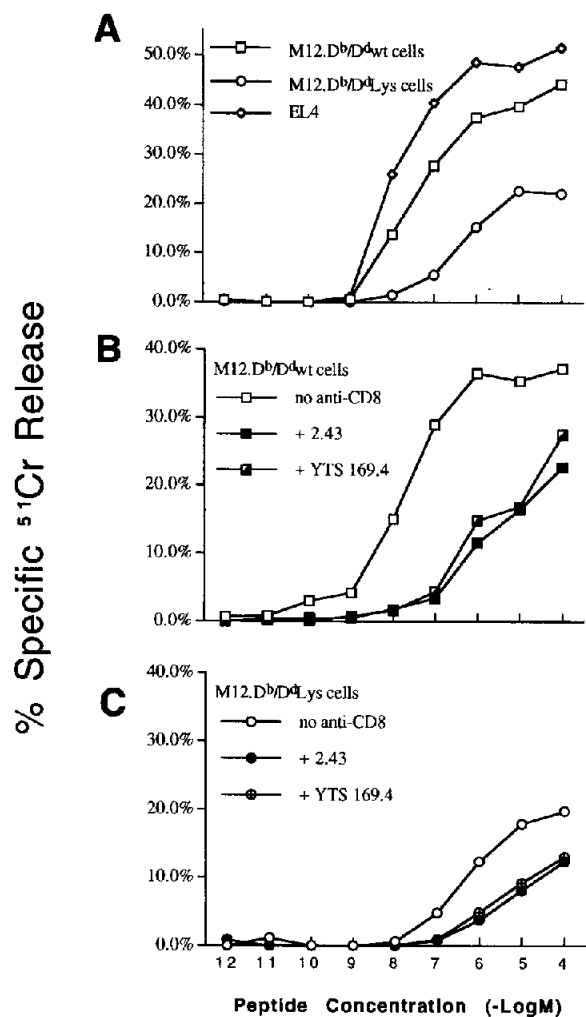 A
M12.Dᵇ/Dᵈwt cells
M12.Dᵇ/DᵈLys cells
EL4
50.0%
40.0%
30.0%
20.0%
10.0%
0.0%
B
M12.Dᵇ/Dᵈwt cells
no anti-CD8
+ 2.43
+ YTS 169.4
40.0%
30.0%
20.0%
10.0%
0.0%
C
M12.Dᵇ/DᵈLys cells
no anti-CD8
+ 2.43
+ YTS 169.4
40.0%
30.0%
20.0%
10.0%
0.0%
12 11 10 9 8 7 6 5 4
Peptide Concentration (-LogM)
% Specific ⁵¹Cr Release